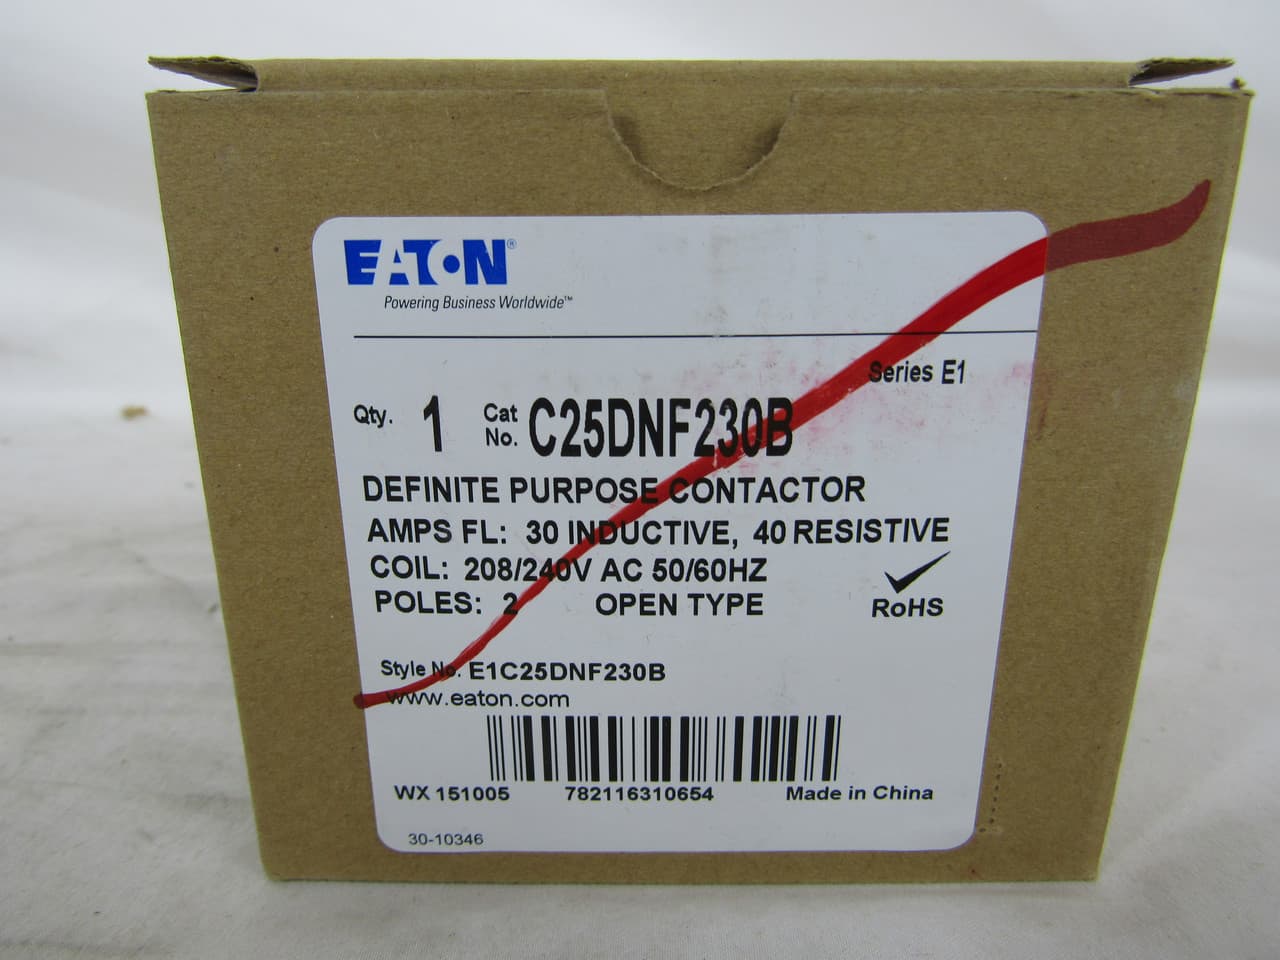 EATON®
Powering Business Worldwide™
Series E1
Qty. 1 Cat No. C25DNF230B
DEFINITE PURPOSE CONTACTOR
AMPS FL: 30 INDUCTIVE, 40 RESISTIVE
COIL: 208/240V AC 50/60HZ
POLES: 2 OPEN TYPE
RoHS
Style No. E1C25DNF230B
www.eaton.com
WX 151005 782116310654 Made in China
30-10346